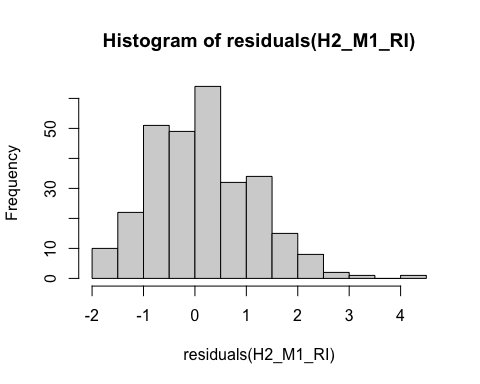 Histogram of residuals(H2_M1_RI)
Frequency
50
30
10
0
-2 -1 0 1 2 3 4
residuals(H2_M1_RI)